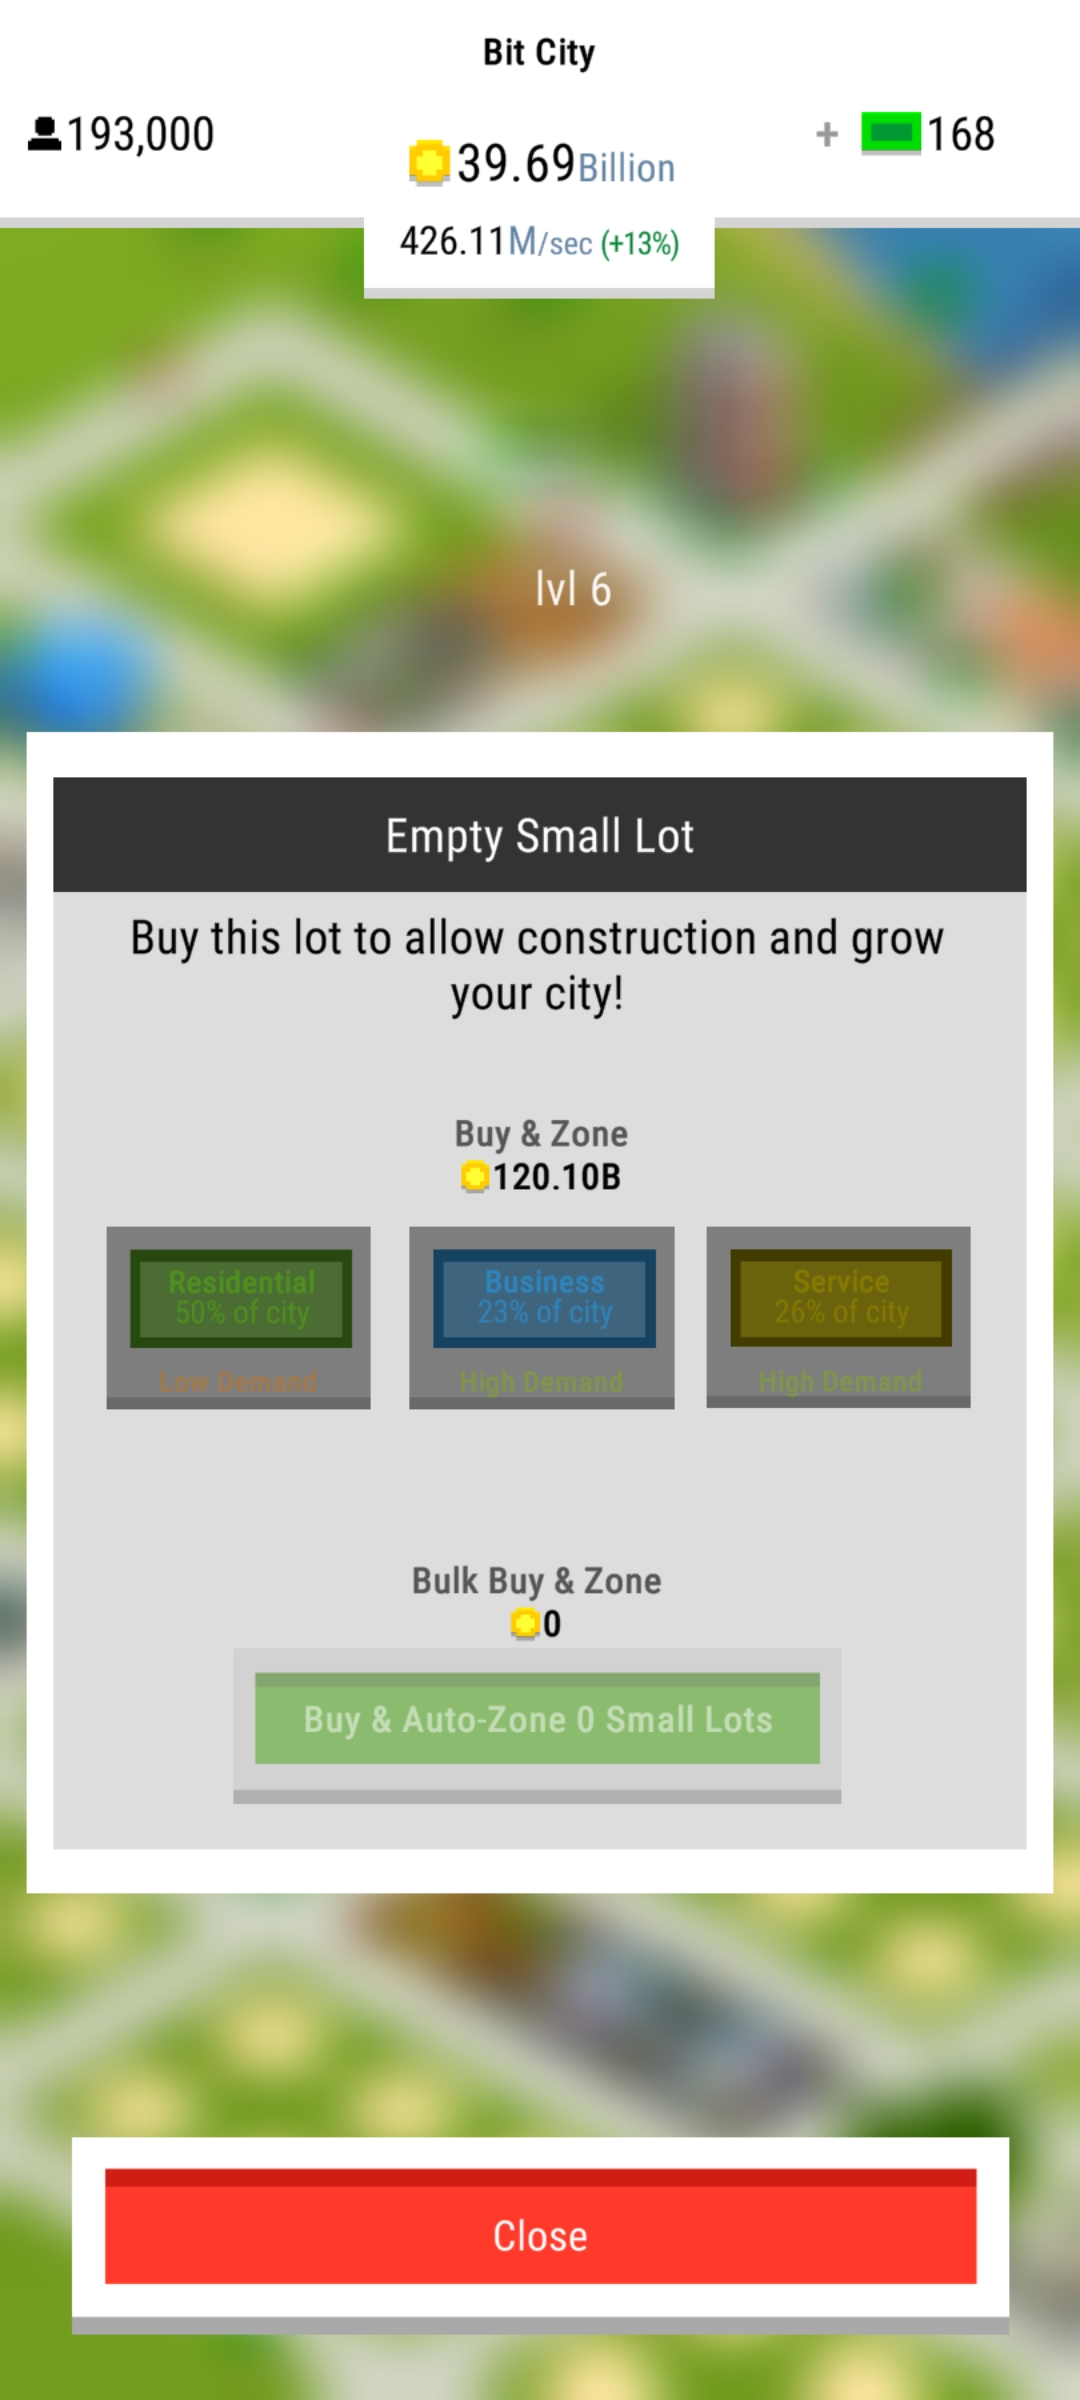 Bit City
193,000
39.69Billion
+ 168
426.11M/sec (+13%)
lvl 6
Empty Small Lot
Buy this lot to allow construction and grow
your city!
Buy & Zone
120.10B
Residential
50% of city
Low Demand
Business
23% of city
High Demand
Service
26% of city
High Demand
Bulk Buy & Zone
0
Buy & Auto-Zone 0 Small Lots
Close